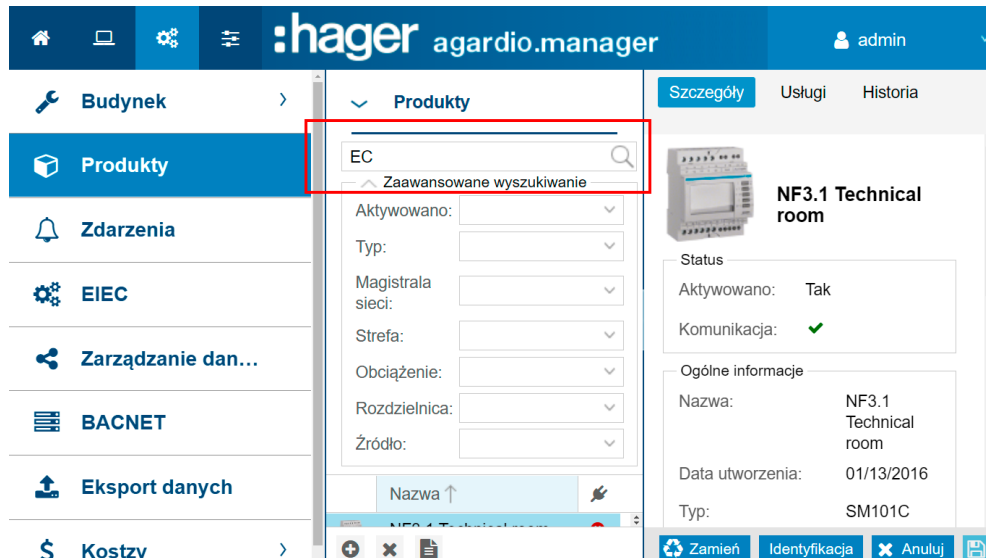 :hager agardio.manager
admin
Budynek
Produkty
Zdarzenia
EIEC
Zarządzanie dan...
BACNET
Eksport danych
Koszty
Produkty
EC
Zaawansowane wyszukiwanie
Aktywowano:
Typ:
Magistrala
sieci:
Strefa:
Obciążenie:
Rozdzielnica:
Źródło:
Nazwa
Szczegóły Usługi Historia
NF3.1 Technical
room
Status
Aktywowano: Tak
Komunikacja:
Ogólne informacje
Nazwa: NF3.1
Technical
room
Data utworzenia: 01/13/2016
Typ: SM101C
Zamień Identyfikacja Anuluj